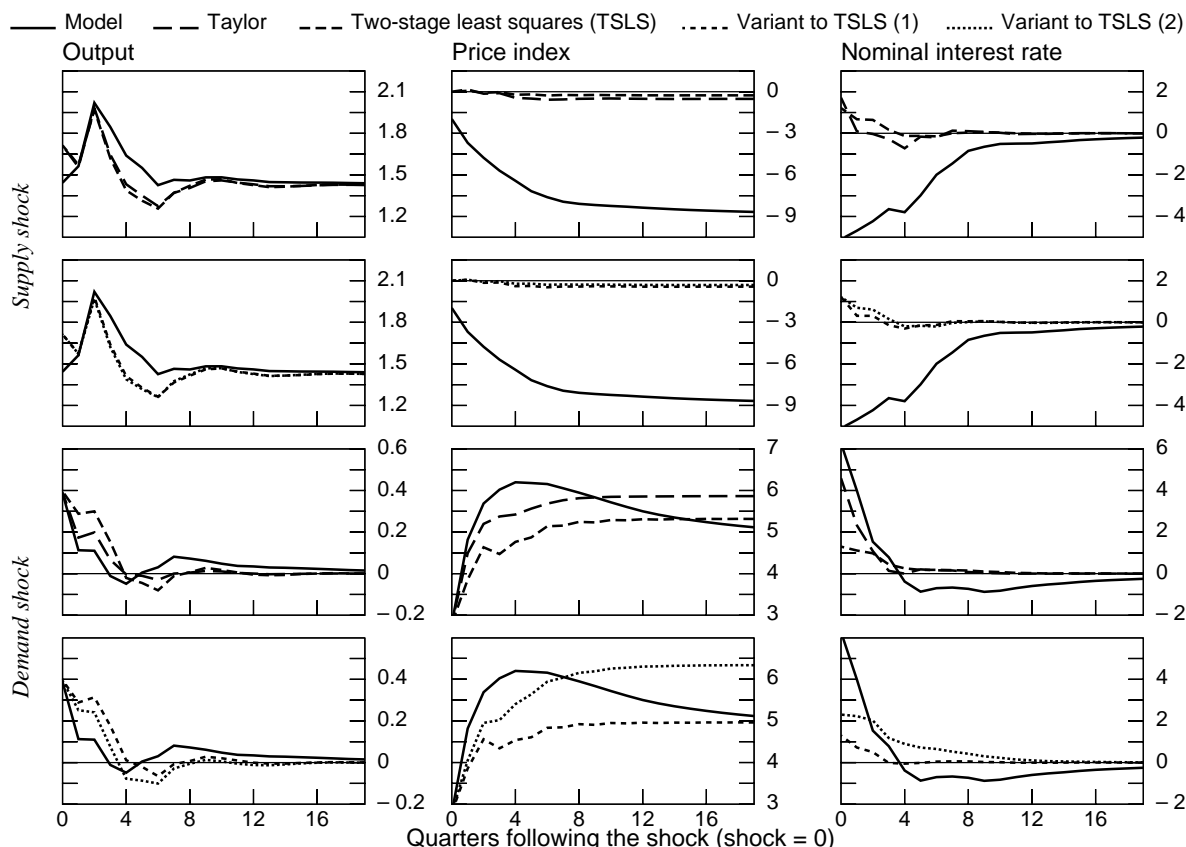 Model Taylor Two-stage least squares (TSLS) Variant to TSLS (1) Variant to TSLS (2)
Output Price index Nominal interest rate
Supply shock
2.1 0 2
1.8 – 3 0
1.5 – 6 – 2
1.2 – 9 – 4
2.1 0 2
1.8 – 3 0
1.5 – 6 – 2
1.2 – 9 – 4
Demand shock
0.6 7 6
0.4 6 4
0.2 5 2
0 4 0
– 0.2 3 – 2
0.4 6 4
0.2 5 2
0 4 0
– 0.2 3 – 2
0 4 8 12 16 0 4 8 12 16 0 4 8 12 16
Quarters following the shock (shock = 0)